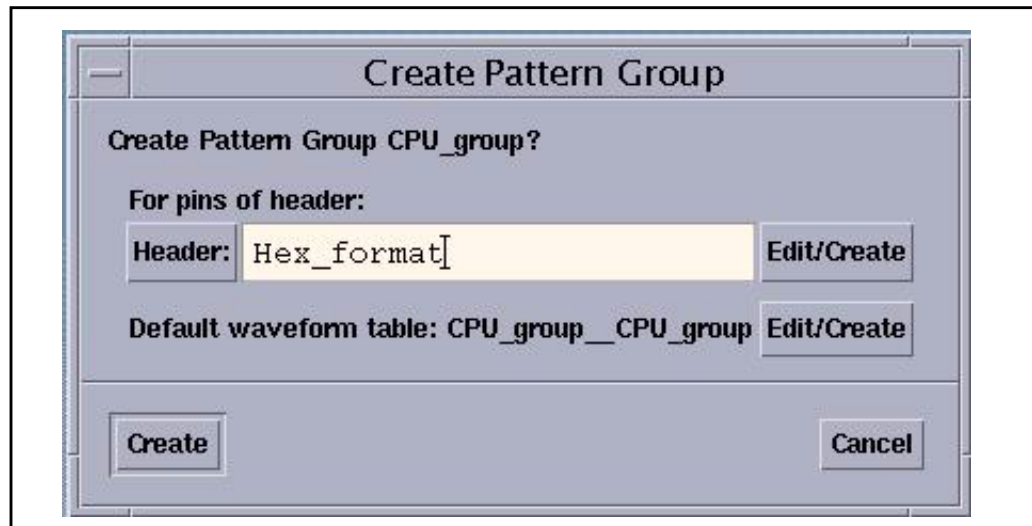 Create Pattern Group
Create Pattern Group CPU_group?
For pins of header:
Header: Hex_format Edit/Create
Default waveform table: CPU_group__CPU_group Edit/Create
Create Cancel